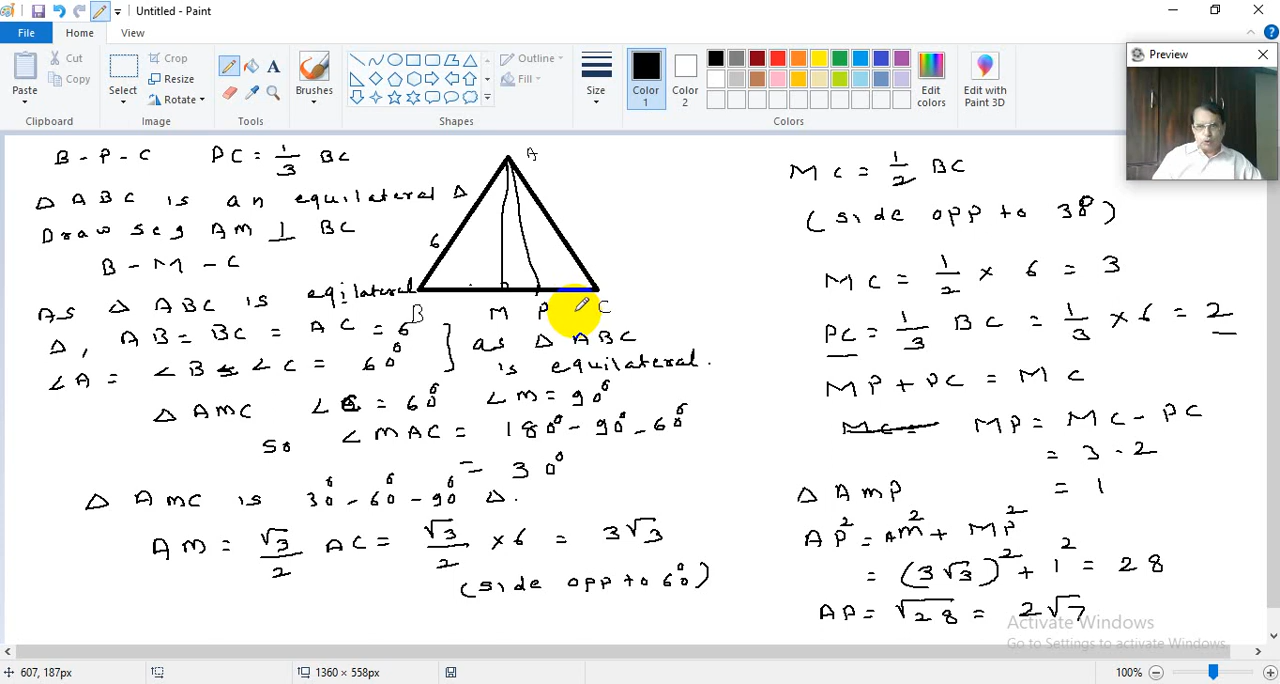 Untitled - Paint
File
Home
View
Paste
Cut
Copy
Clipboard
Select
Crop
Resize
Rotate
Image
Tools
Brushes
Shapes
Outline
Fill
Size
Color 1
Color 2
Edit colors
Edit with Paint 3D
Colors
Preview
B - P - C PC = 1/3 BC
△ ABC is an equilateral △
Draw seg AM ⊥ BC
B - M - C
As △ ABC is equilateral
△, AB = BC = AC = 6
∠A = ∠B = ∠C = 60°
as △ ABC
is equilateral.
△ AMC ∠C = 60° ∠M = 90°
So ∠MAC = 180° - 90° - 60°
= 30°
△ AMC is 30° - 60° - 90° △.
AM = √3/2 AC = √3/2 × 6 = 3√3
(side opp to 60°)
A
6
B
M
P
C
MC = 1/2 BC
(side opp to 30°)
MC = 1/2 × 6 = 3
PC = 1/3 BC = 1/3 × 6 = 2
MP + PC = MC
MP = MC - PC
= 3 - 2
= 1
△ AMP
AP² = AM² + MP²
= (3√3)² + 1² = 28
AP = √28 = 2√7
Activate Windows
Go to Settings to activate Windows.
607, 187px
1360 × 558px
100%